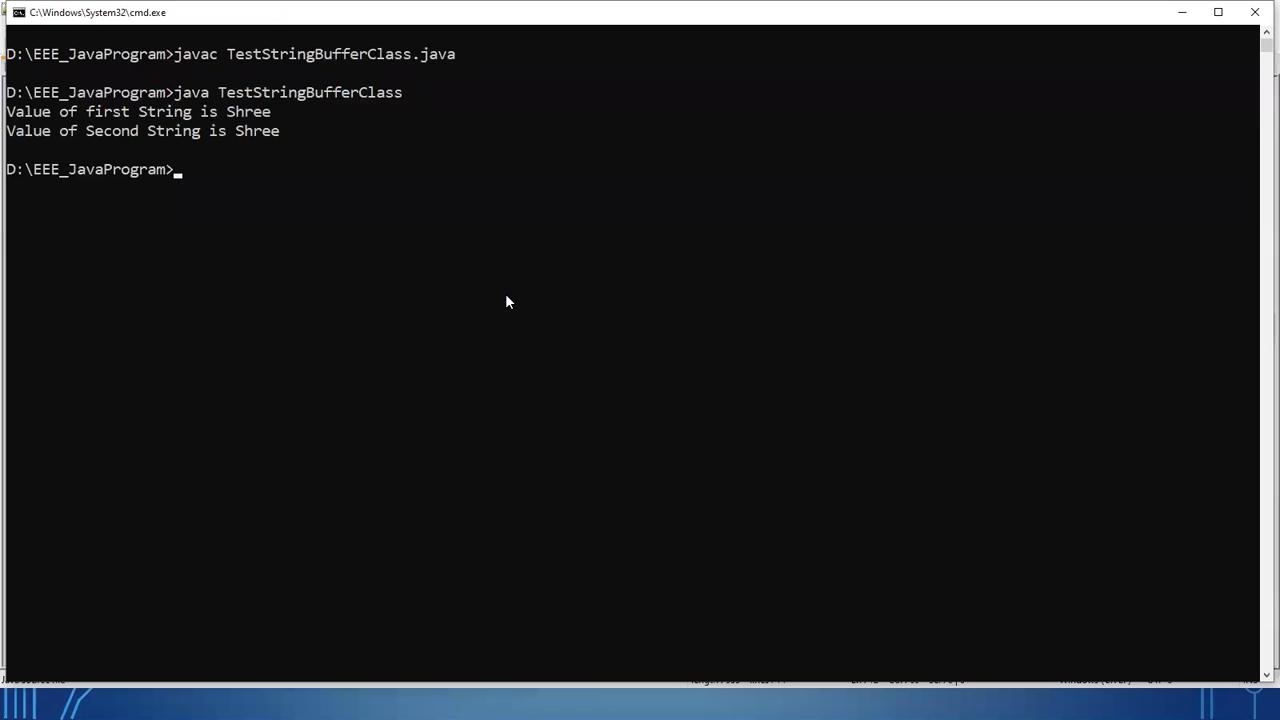 C:\Windows\System32\cmd.exe
D:\EEE_JavaProgram>javac TestStringBufferClass.java
D:\EEE_JavaProgram>java TestStringBufferClass
Value of first String is Shree
Value of Second String is Shree
D:\EEE_JavaProgram>